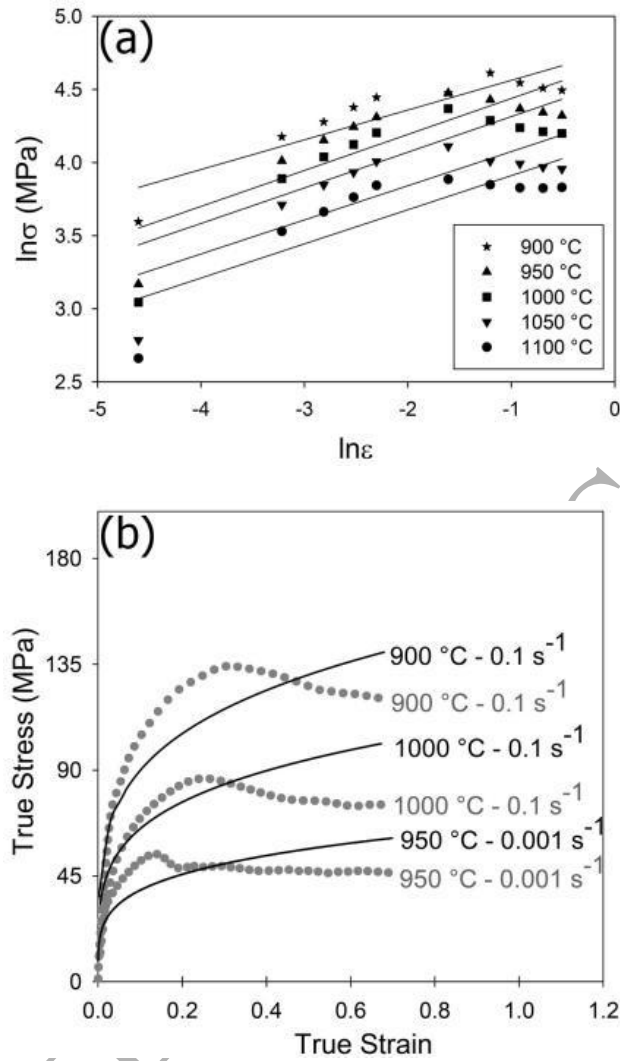 (a)
5.0
4.5
4.0
3.5
3.0
2.5
lnσ (MPa)
900 °C
950 °C
1000 °C
1050 °C
1100 °C
-5 -4 -3 -2 -1 0
lnε
(b)
180
135
90
45
0
True Stress (MPa)
900 °C - 0.1 s⁻¹
900 °C - 0.1 s⁻¹
1000 °C - 0.1 s⁻¹
1000 °C - 0.1 s⁻¹
950 °C - 0.001 s⁻¹
950 °C - 0.001 s⁻¹
0.0 0.2 0.4 0.6 0.8 1.0 1.2
True Strain